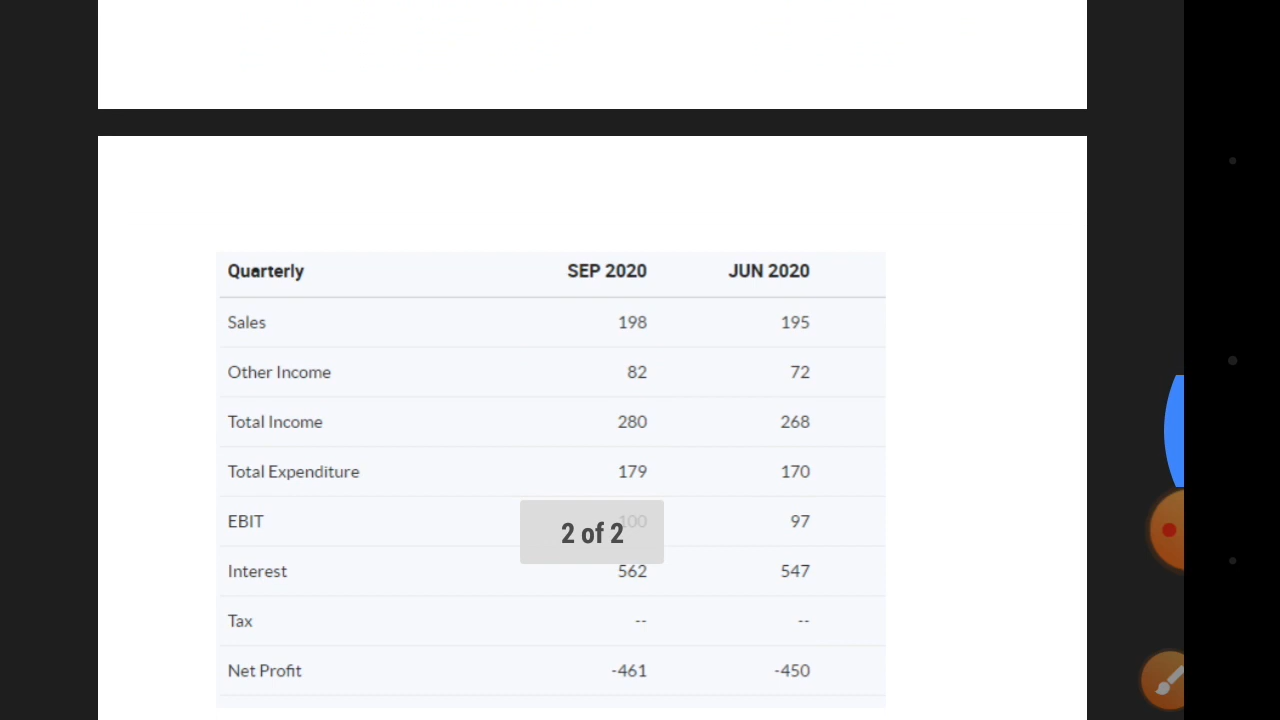 Quarterly SEP 2020 JUN 2020
Sales 198 195
Other Income 82 72
Total Income 280 268
Total Expenditure 179 170
EBIT 100 97
2 of 2
Interest 562 547
Tax -- --
Net Profit -461 -450